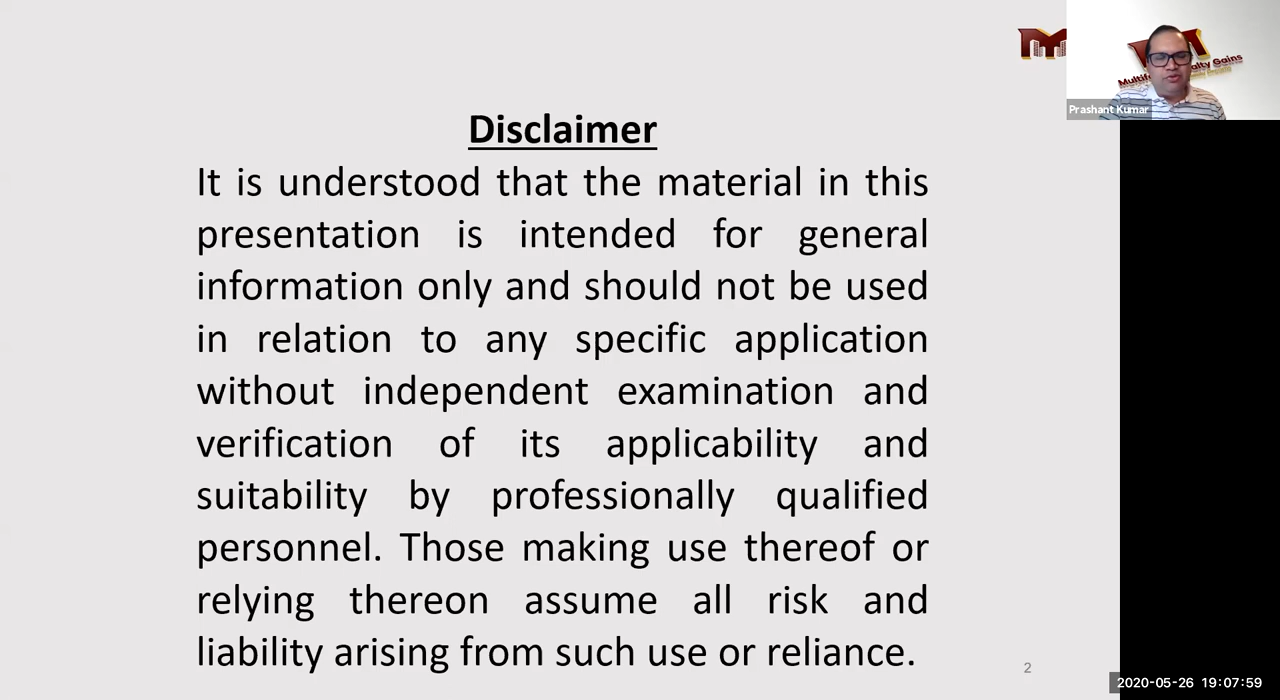 Disclaimer
It is understood that the material in this
presentation is intended for general
information only and should not be used
in relation to any specific application
without independent examination and
verification of its applicability and
suitability by professionally qualified
personnel. Those making use thereof or
relying thereon assume all risk and
liability arising from such use or reliance.
2
Prashant Kumar
2020-05-26 19:07:59